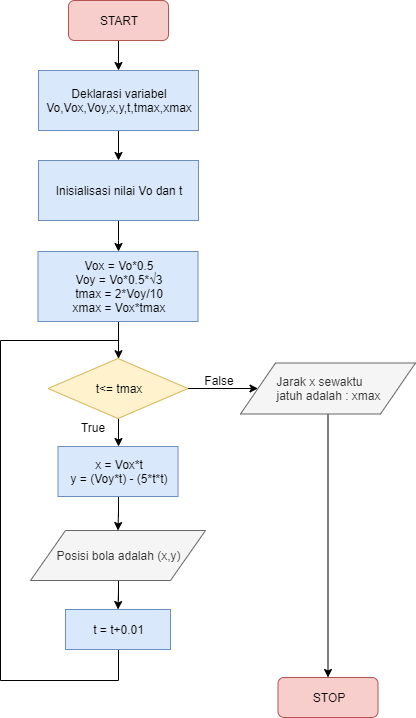 START
Deklarasi variabel
Vo,Vox,Voy,x,y,t,tmax,xmax
Inisialisasi nilai Vo dan t
Vox = Vo*0.5
Voy = Vo*0.5*√3
tmax = 2*Voy/10
xmax = Vox*tmax
t<= tmax
False
Jarak x sewaktu
jatuh adalah : xmax
True
x = Vox*t
y = (Voy*t) - (5*t*t)
Posisi bola adalah (x,y)
t = t+0.01
STOP